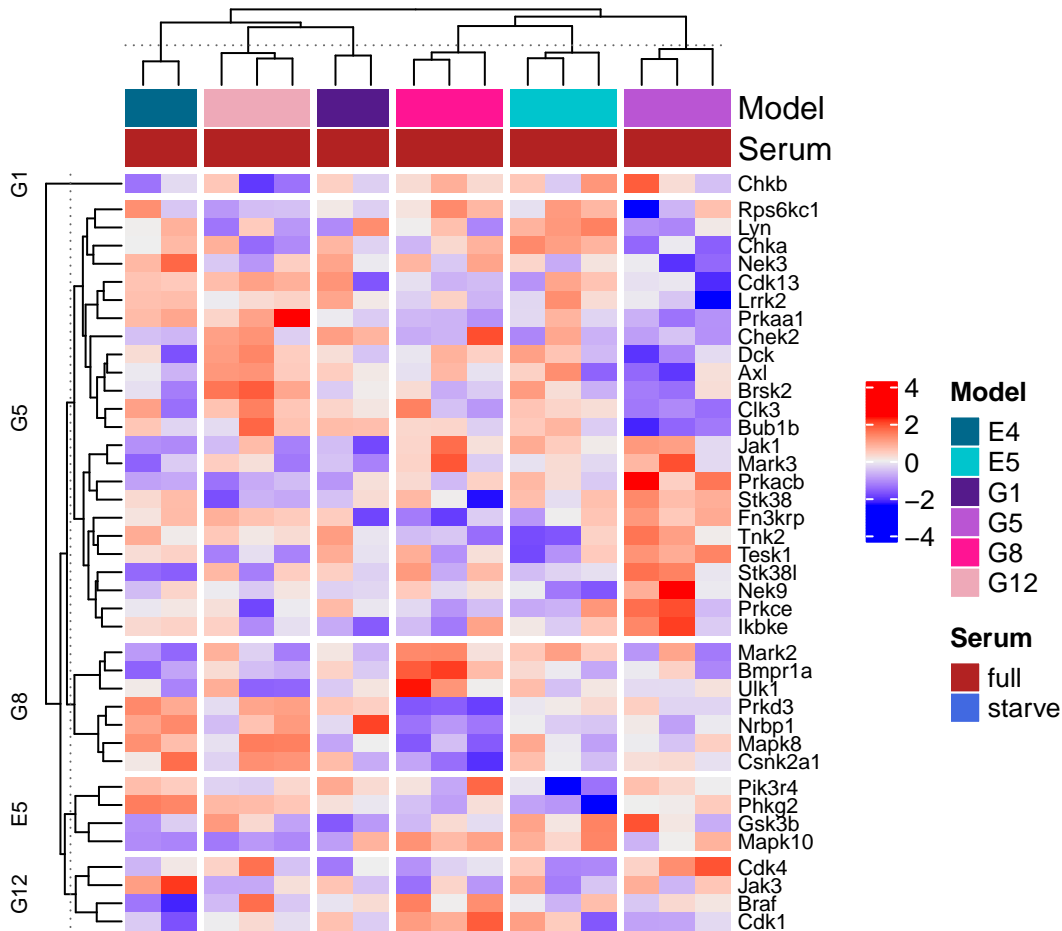 Model
Serum
G1
G5
G8
E5
G12
Chkb
Rps6kc1
Lyn
Chka
Nek3
Cdk13
Lrrk2
Prkaa1
Chek2
Dck
Axl
Brsk2
Clk3
Bub1b
Jak1
Mark3
Prkacb
Stk38
Fn3krp
Tnk2
Tesk1
Stk38l
Nek9
Prkce
Ikbke
Mark2
Bmpr1a
Ulk1
Prkd3
Nrbp1
Mapk8
Csnk2a1
Pik3r4
Phkg2
Gsk3b
Mapk10
Cdk4
Jak3
Braf
Cdk1
4
2
0
−2
−4
Model
E4
E5
G1
G5
G8
G12
Serum
full
starve